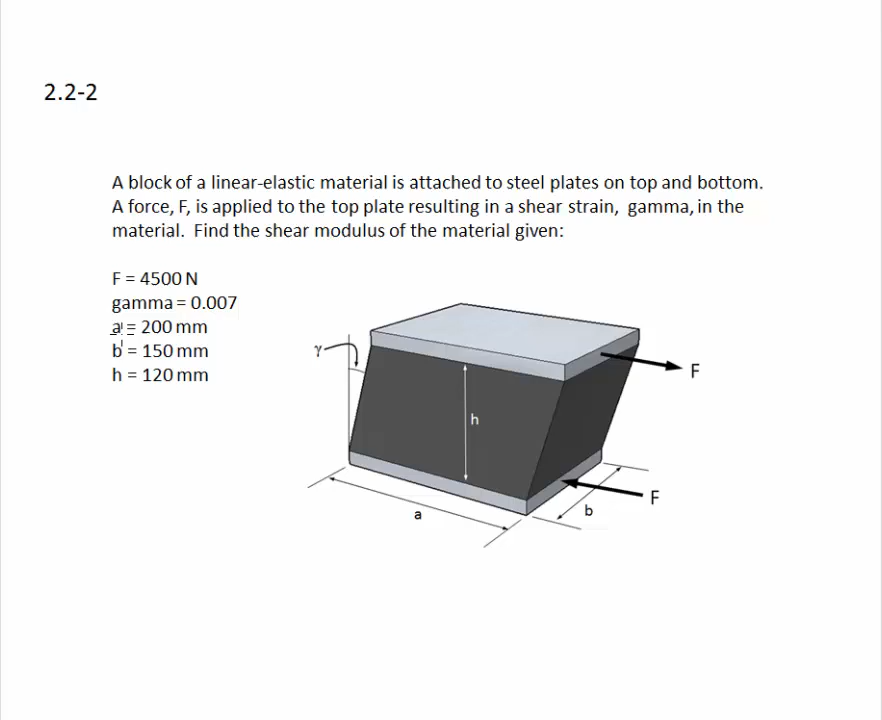 2.2-2
A block of a linear-elastic material is attached to steel plates on top and bottom.
A force, F, is applied to the top plate resulting in a shear strain, gamma, in the
material. Find the shear modulus of the material given:
F = 4500 N
gamma = 0.007
a = 200 mm
b = 150 mm
h = 120 mm
γ
F
h
F
b
a